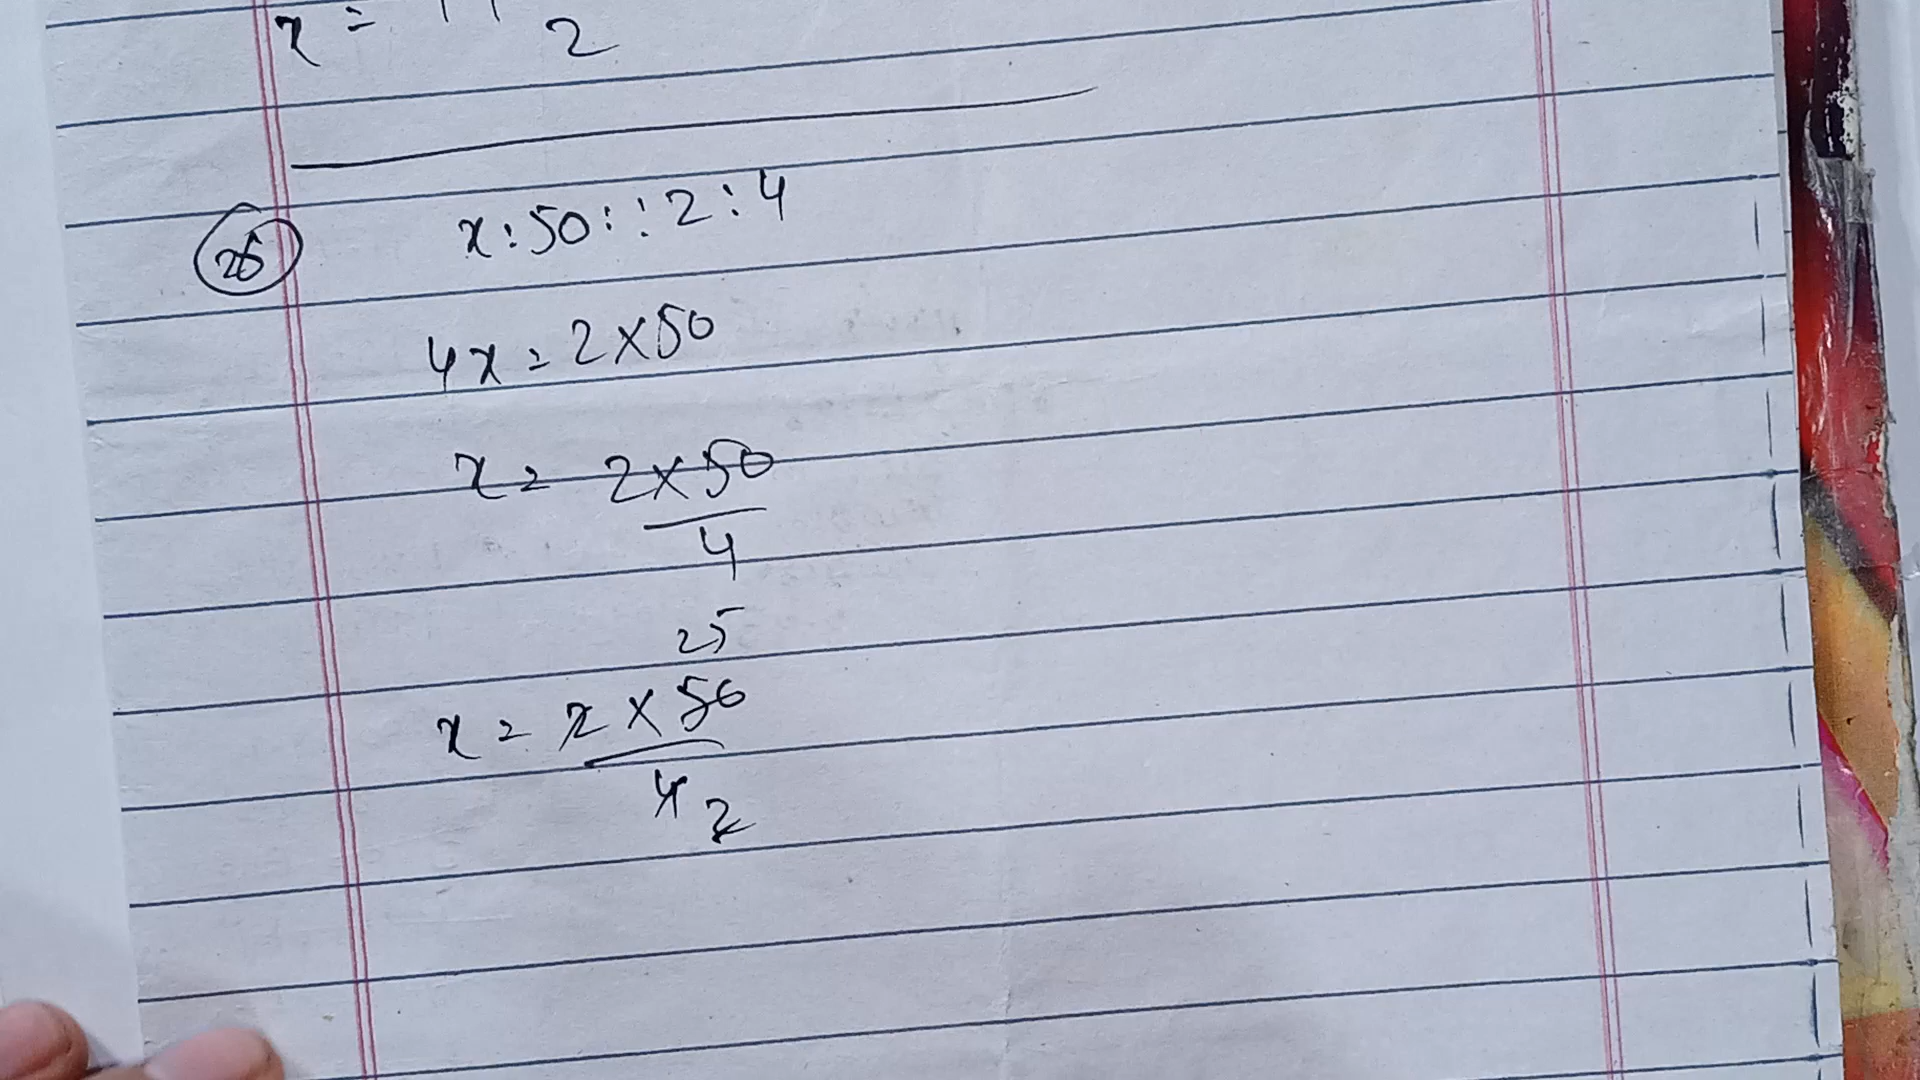 x =
2
26 x : 50 :: 2 : 4
4x = 2 x 50
x = 2 x 50
4
25
x = 2 x 50
4 2